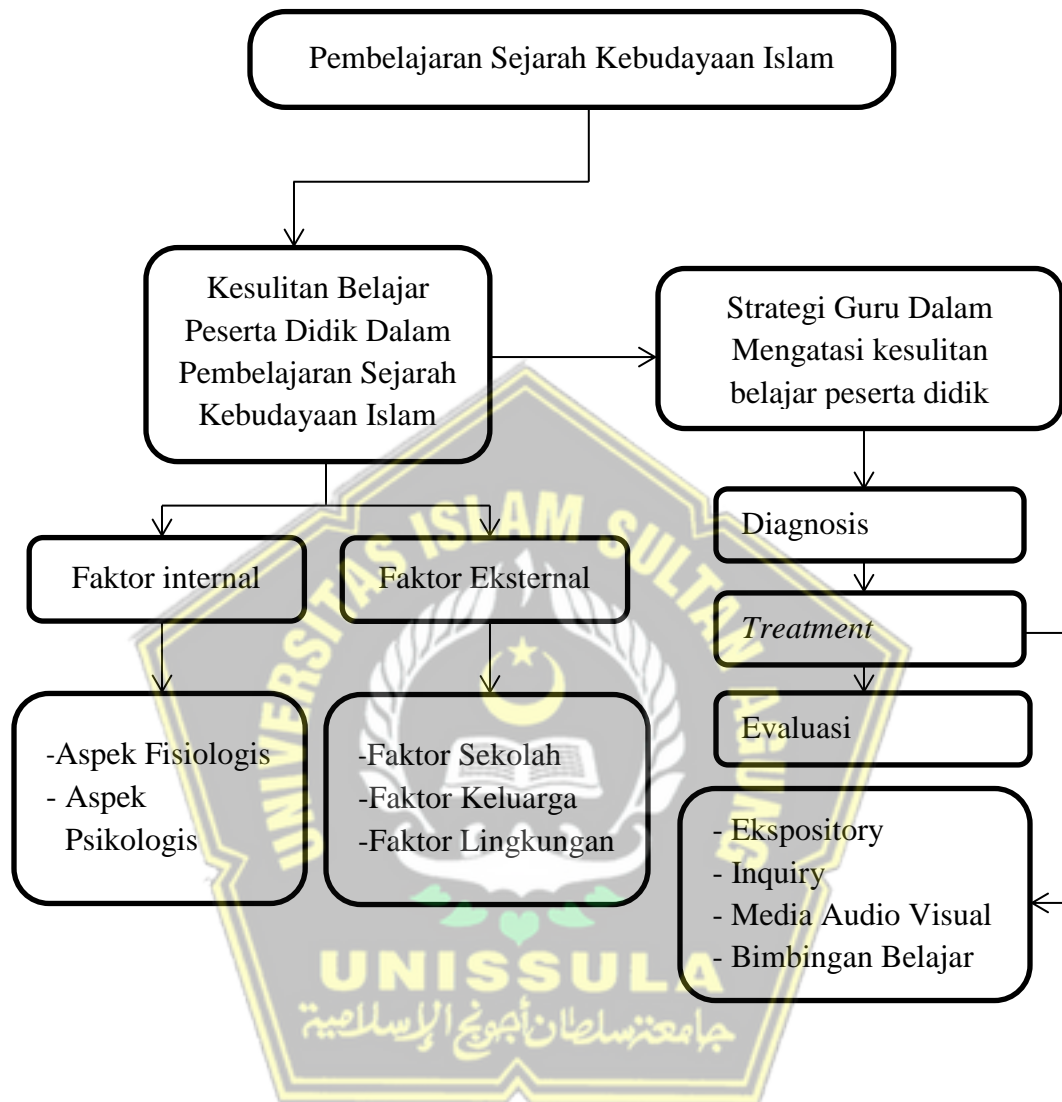 Pembelajaran Sejarah Kebudayaan Islam
Kesulitan Belajar
Peserta Didik Dalam
Pembelajaran Sejarah
Kebudayaan Islam
Strategi Guru Dalam
Mengatasi kesulitan
belajar peserta didik
Faktor internal
Faktor Eksternal
-Aspek Fisiologis
- Aspek
Psikologis
-Faktor Sekolah
-Faktor Keluarga
-Faktor Lingkungan
Diagnosis
Treatment
Evaluasi
- Ekspository
- Inquiry
- Media Audio Visual
- Bimbingan Belajar
UNIVERSITAS ISLAM SULTAN AGUNG
UNISSULA
جامعتسلطان أجونج الإسلامية